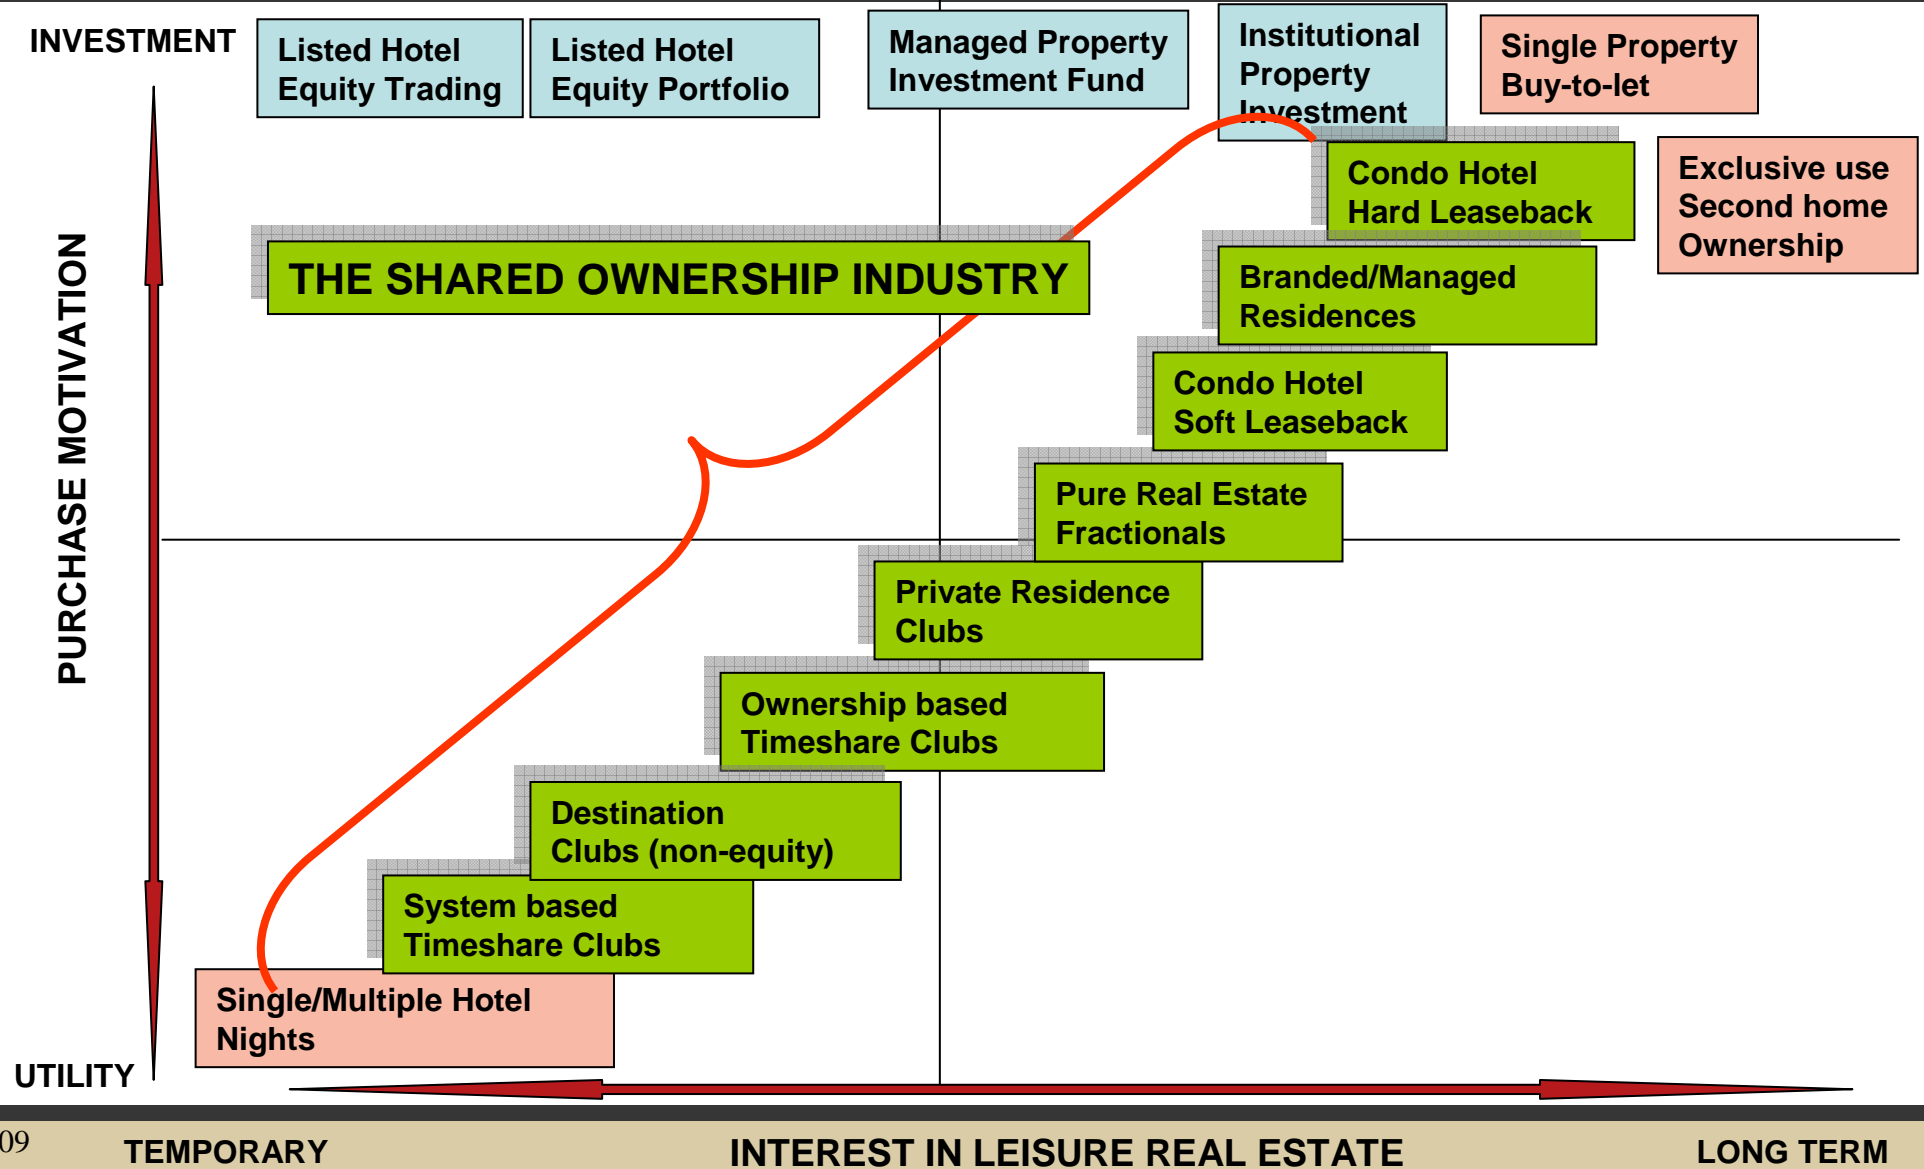 INVESTMENT
Listed Hotel
Equity Trading
Listed Hotel
Equity Portfolio
Managed Property
Investment Fund
Institutional
Property
Investment
Single Property
Buy-to-let
Condo Hotel
Hard Leaseback
Exclusive use
Second home
Ownership
PURCHASE MOTIVATION
THE SHARED OWNERSHIP INDUSTRY
Branded/Managed
Residences
Condo Hotel
Soft Leaseback
Pure Real Estate
Fractionals
Private Residence
Clubs
Ownership based
Timeshare Clubs
Destination
Clubs (non-equity)
System based
Timeshare Clubs
Single/Multiple Hotel
Nights
UTILITY
09
TEMPORARY
INTEREST IN LEISURE REAL ESTATE
LONG TERM